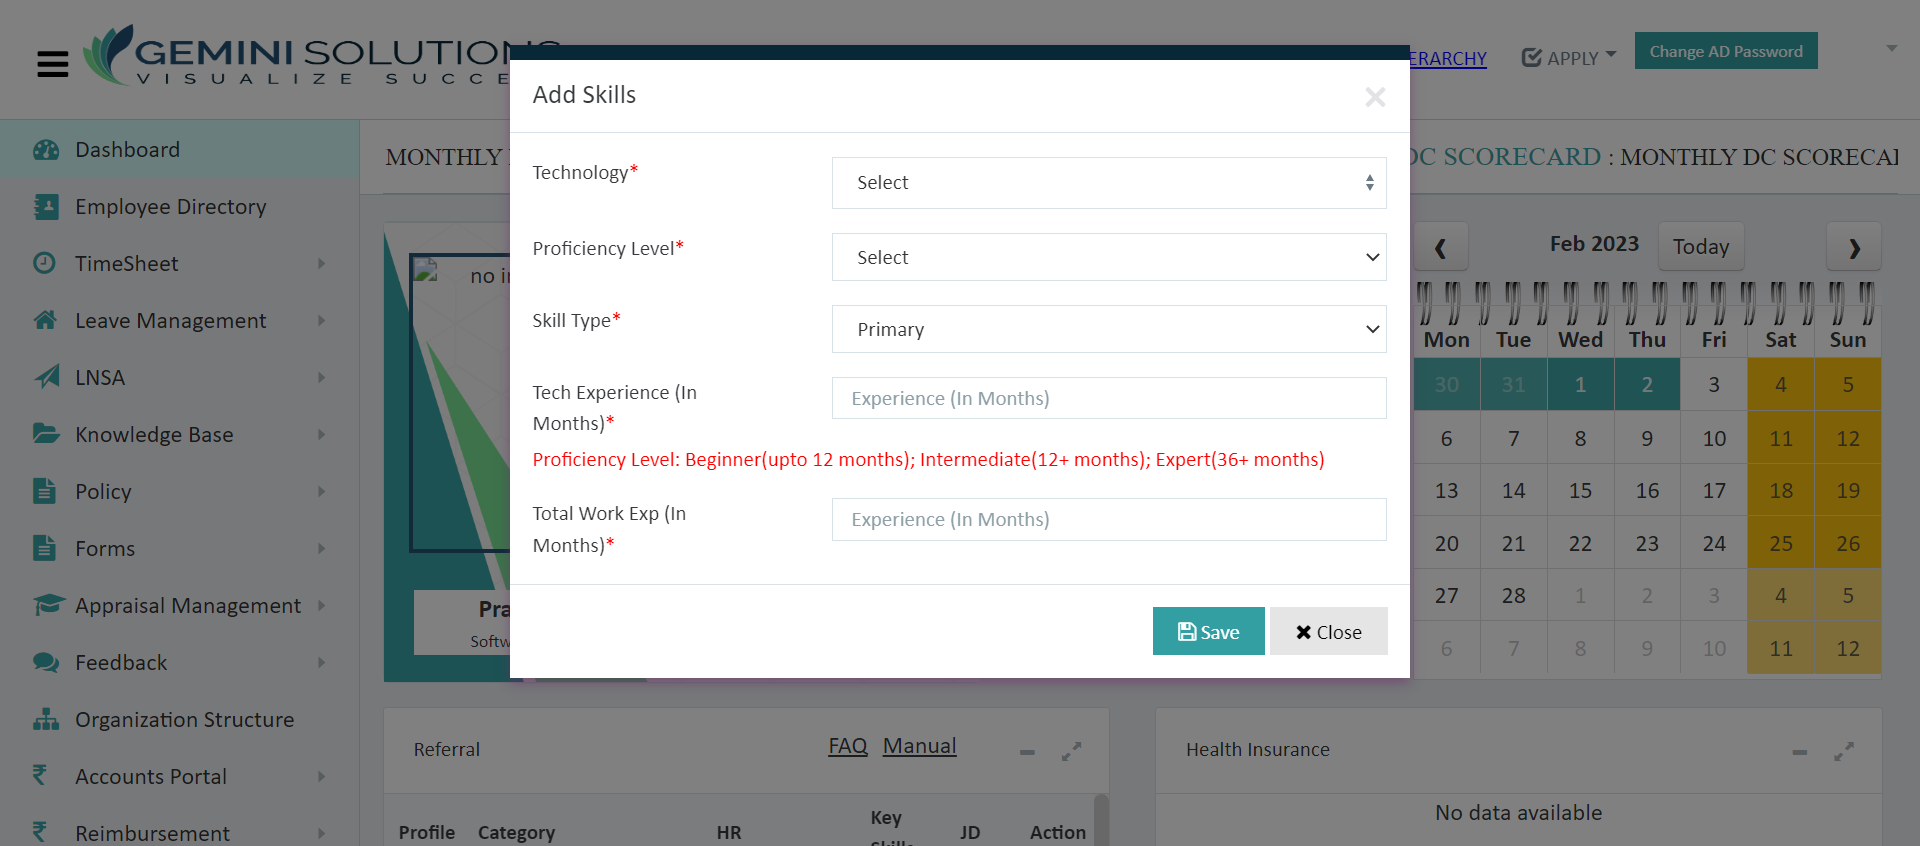 GEMINI SOLUTIONS
VISUALIZE SUCCE
ERARCHY
APPLY
Change AD Password
Dashboard
Employee Directory
TimeSheet
Leave Management
LNSA
Knowledge Base
Policy
Forms
Appraisal Management
Feedback
Organization Structure
Accounts Portal
Reimbursement
MONTHLY
DC SCORECARD : MONTHLY DC SCORECA
no i
Pra
Softw
Add Skills
Technology*
Select
Proficiency Level*
Select
Skill Type*
Primary
Tech Experience (In
Months)*
Experience (In Months)
Proficiency Level: Beginner(upto 12 months); Intermediate(12+ months); Expert(36+ months)
Total Work Exp (In
Months)*
Experience (In Months)
Save
Close
Feb 2023
Today
Mon Tue Wed Thu Fri Sat Sun
30 31 1 2 3 4 5
6 7 8 9 10 11 12
13 14 15 16 17 18 19
20 21 22 23 24 25 26
27 28 1 2 3 4 5
6 7 8 9 10 11 12
Referral
FAQ Manual
Profile Category HR Key JD Action
Health Insurance
No data available